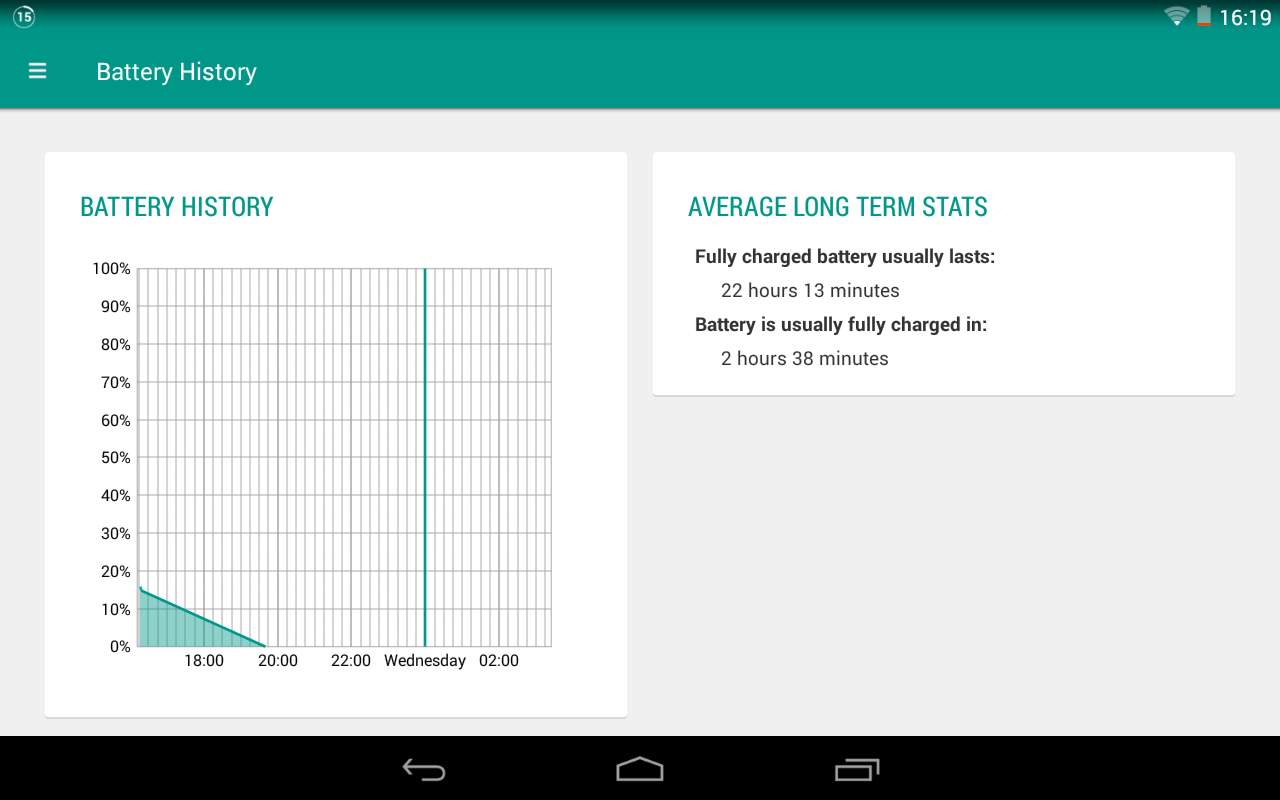 15
16:19
Battery History
BATTERY HISTORY
100%
90%
80%
70%
60%
50%
40%
30%
20%
10%
0%
18:00 20:00 22:00 Wednesday 02:00
AVERAGE LONG TERM STATS
Fully charged battery usually lasts:
22 hours 13 minutes
Battery is usually fully charged in:
2 hours 38 minutes